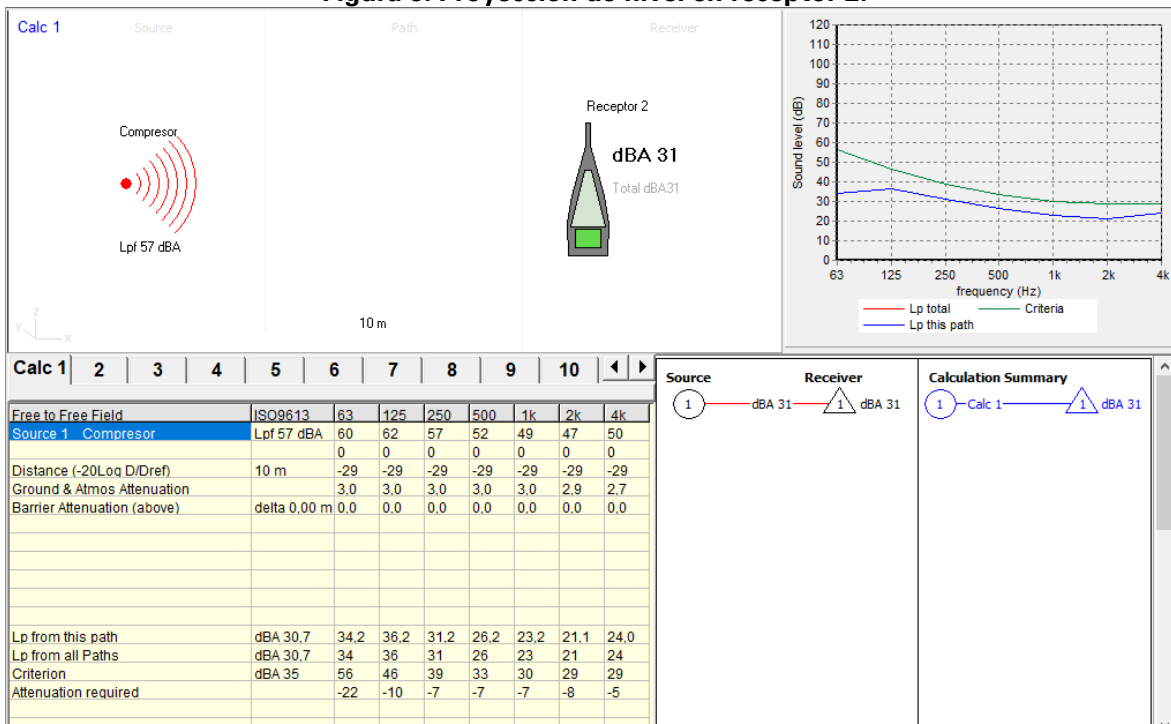 Calc 1 Source Path Receiver
Compresor
Lpf 57 dBA
Receptor 2
dBA 31
Total dBA31
10 m
z
y
x
Sound level (dB)
120
110
100
90
80
70
60
50
40
30
20
10
0
63 125 250 500 1k 2k 4k
frequency (Hz)
Lp total Criteria
Lp this path
Calc 1 2 3 4 5 6 7 8 9 10
Free to Free Field ISO9613 63 125 250 500 1k 2k 4k
Source 1 Compresor Lpf 57 dBA 60 62 57 52 49 47 50
0 0 0 0 0 0 0
Distance (-20Log D/Dref) 10 m -29 -29 -29 -29 -29 -29 -29
Ground & Atmos Attenuation 3,0 3,0 3,0 3,0 3,0 2,9 2,7
Barrier Attenuation (above) delta 0,00 m 0,0 0,0 0,0 0,0 0,0 0,0 0,0
Lp from this path dBA 30,7 34,2 36,2 31,2 26,2 23,2 21,1 24,0
Lp from all Paths dBA 30,7 34 36 31 26 23 21 24
Criterion dBA 35 56 46 39 33 30 29 29
Attenuation required -22 -10 -7 -7 -7 -8 -5
Source Receiver
1 dBA 31 1 dBA 31
Calculation Summary
1 Calc 1 1 dBA 31